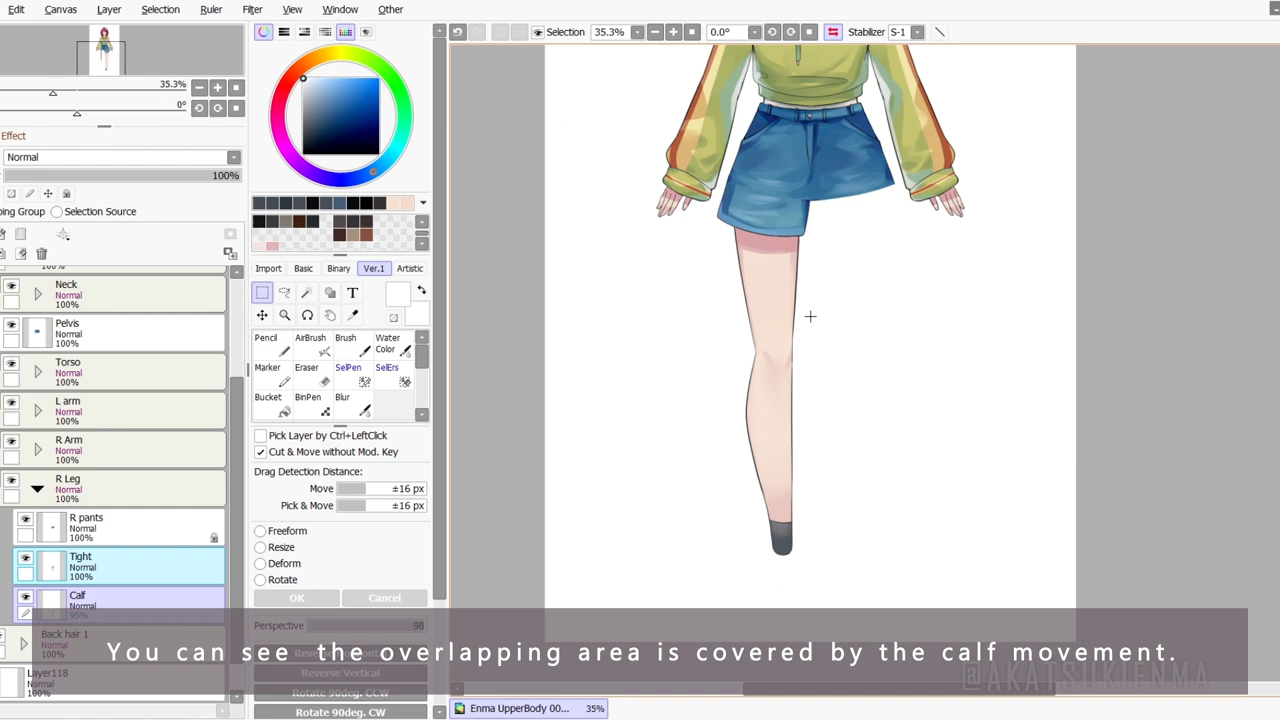 Edit Canvas Layer Selection Ruler Filter View Window Other
Selection 35.3% 0.0° Stabilizer S-1
35.3%
0°
Effect
Normal
100%
ping Group Selection Source
Neck
Normal
100%
Pelvis
Normal
100%
Torso
Normal
100%
L arm
Normal
100%
R Arm
Normal
100%
R Leg
Normal
100%
R pants
Normal
100%
Tight
Normal
100%
Calf
Normal
95%
Back hair 1
Normal
100%
Layer118
Normal
100%
Import Basic Binary Ver.1 Artistic
T
Pencil AirBrush Brush Water Color
Marker Eraser SelPen SelErs
Bucket BinPen Blur
Pick Layer by Ctrl+LeftClick
Cut & Move without Mod. Key
Drag Detection Distance:
Move ±16 px
Pick & Move ±16 px
Freeform
Resize
Deform
Rotate
OK Cancel
Perspective 98
Reverse Vertical
Rotate 90deg. CCW
Rotate 90deg. CW
You can see the overlapping area is covered by the calf movement.
@AKATSUKIENMA
Enma UpperBody 00... 35%